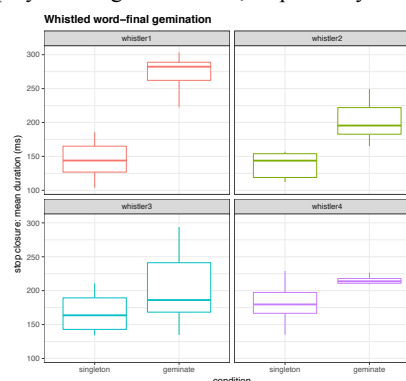 Whistled word-final gemination
whistler1
whistler2
300
250
200
150
100
whistler3
whistler4
300
250
200
150
100
singleton
geminate
singleton
geminate
stop closure: mean duration (ms)
condition